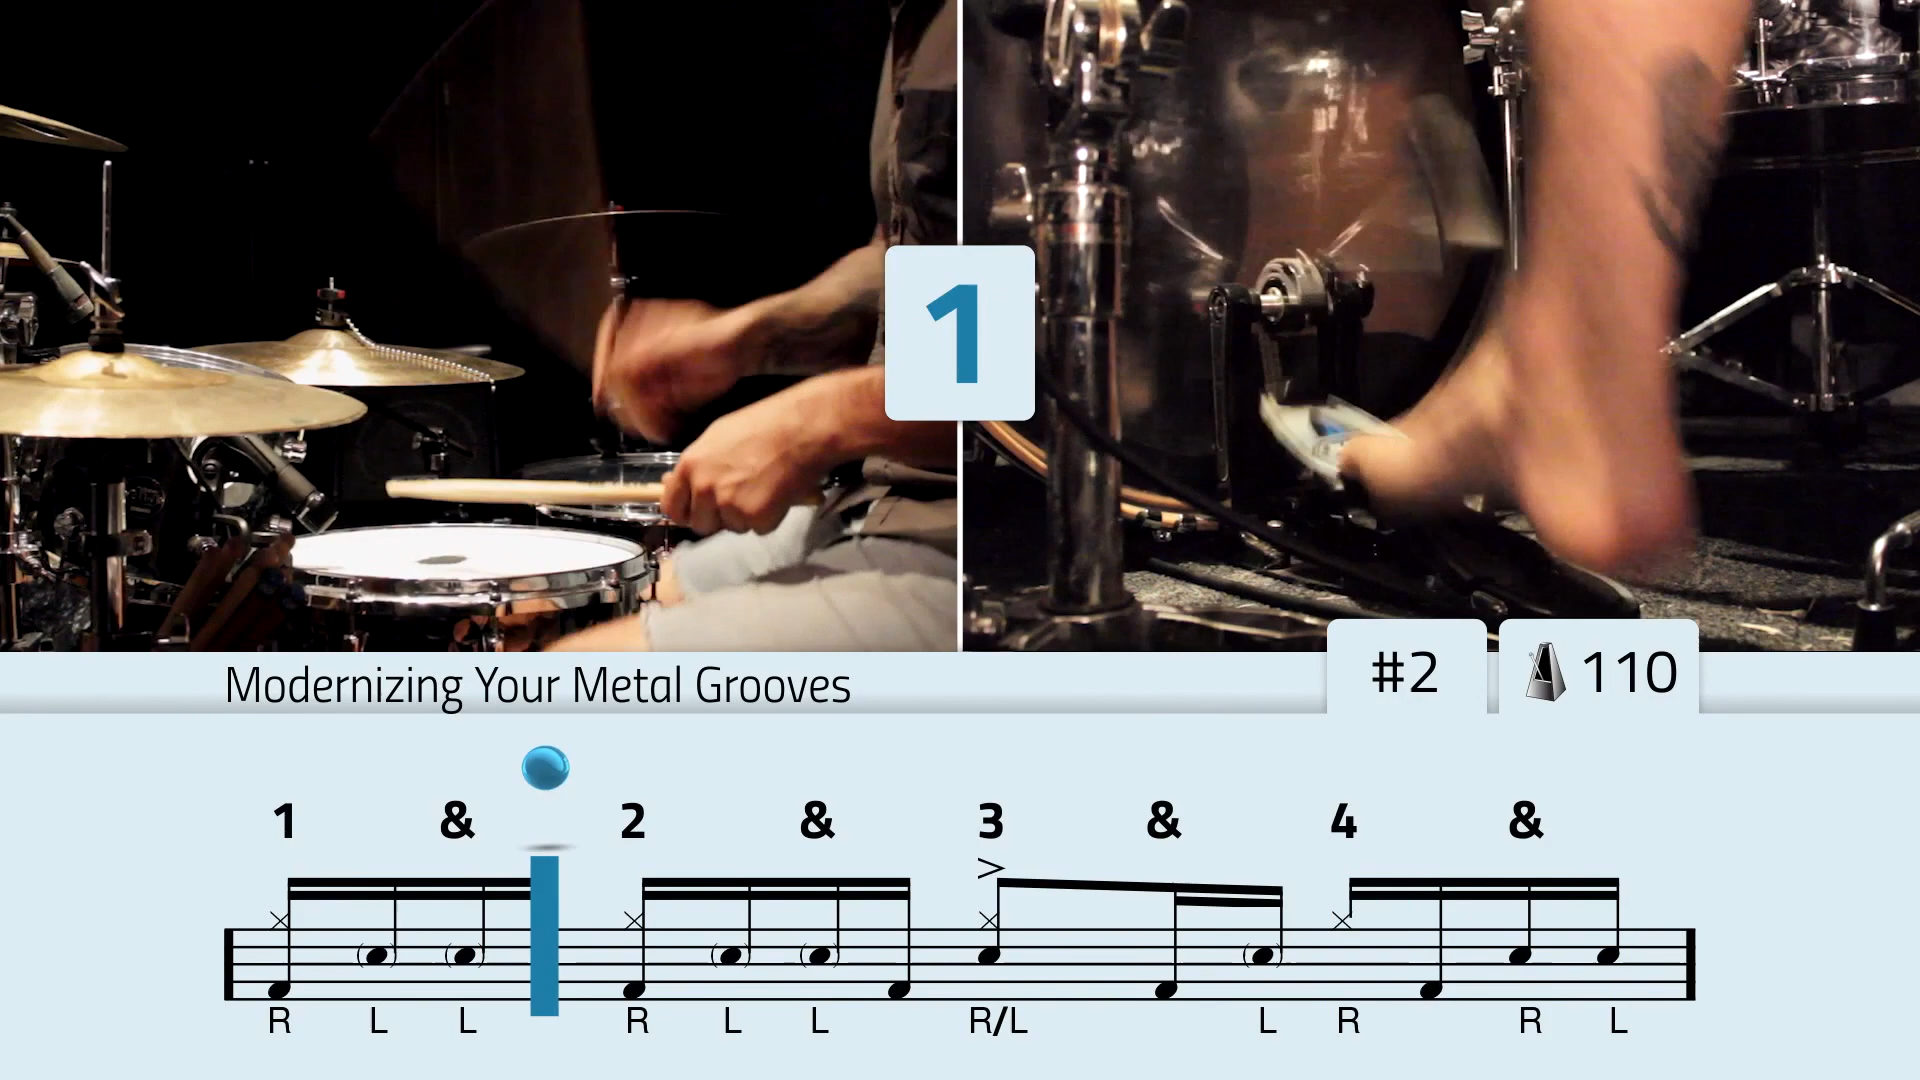 1
Modernizing Your Metal Grooves
#2 110
1 & 2 & 3 & 4 &
R L L R L L R/L L R R L